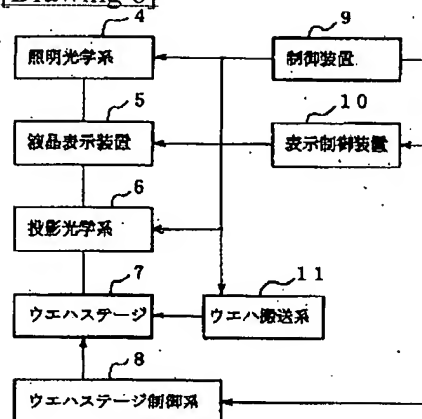 [Drawing 6]
4
照明光学系
9
制御装置
5
液晶表示装置
10
表示制御装置
6
投影光学系
7
ウエハステージ
11
ウエハ搬送系
8
ウエハステージ制御系